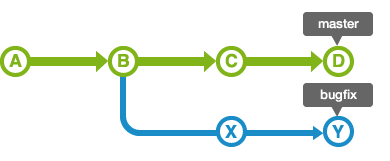 master
A B C D
bugfix
X Y